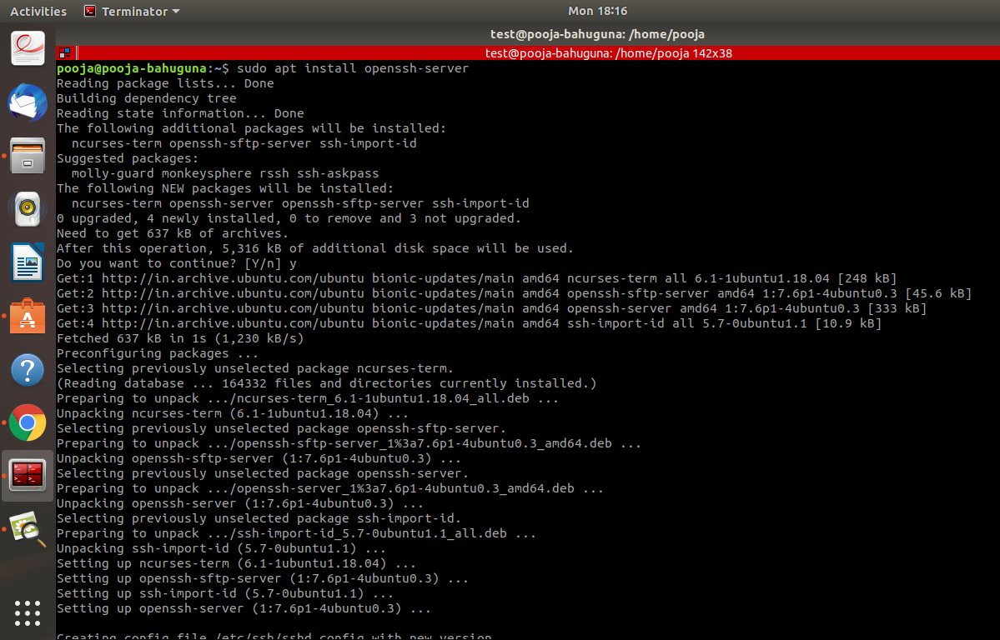 Activities
Terminator
Mon 18:16
test@pooja-bahuguna: /home/pooja
test@pooja-bahuguna: /home/pooja 142x38
pooja@pooja-bahuguna:~$ sudo apt install openssh-server
Reading package lists... Done
Building dependency tree
Reading state information... Done
The following additional packages will be installed:
  ncurses-term openssh-sftp-server ssh-import-id
Suggested packages:
  molly-guard monkeysphere rssh ssh-askpass
The following NEW packages will be installed:
  ncurses-term openssh-server openssh-sftp-server ssh-import-id
0 upgraded, 4 newly installed, 0 to remove and 3 not upgraded.
Need to get 637 kB of archives.
After this operation, 5,316 kB of additional disk space will be used.
Do you want to continue? [Y/n] y
Get:1 http://in.archive.ubuntu.com/ubuntu bionic-updates/main amd64 ncurses-term all 6.1-1ubuntu1.18.04 [248 kB]
Get:2 http://in.archive.ubuntu.com/ubuntu bionic-updates/main amd64 openssh-sftp-server amd64 1:7.6p1-4ubuntu0.3 [45.6 kB]
Get:3 http://in.archive.ubuntu.com/ubuntu bionic-updates/main amd64 openssh-server amd64 1:7.6p1-4ubuntu0.3 [333 kB]
Get:4 http://in.archive.ubuntu.com/ubuntu bionic-updates/main amd64 ssh-import-id all 5.7-0ubuntu1.1 [10.9 kB]
Fetched 637 kB in 1s (1,230 kB/s)
Preconfiguring packages ...
Selecting previously unselected package ncurses-term.
(Reading database ... 164332 files and directories currently installed.)
Preparing to unpack .../ncurses-term_6.1-1ubuntu1.18.04_all.deb ...
Unpacking ncurses-term (6.1-1ubuntu1.18.04) ...
Selecting previously unselected package openssh-sftp-server.
Preparing to unpack .../openssh-sftp-server_1%3a7.6p1-4ubuntu0.3_amd64.deb ...
Unpacking openssh-sftp-server (1:7.6p1-4ubuntu0.3) ...
Selecting previously unselected package openssh-server.
Preparing to unpack .../openssh-server_1%3a7.6p1-4ubuntu0.3_amd64.deb ...
Unpacking openssh-server (1:7.6p1-4ubuntu0.3) ...
Selecting previously unselected package ssh-import-id.
Preparing to unpack .../ssh-import-id_5.7-0ubuntu1.1_all.deb ...
Unpacking ssh-import-id (5.7-0ubuntu1.1) ...
Setting up ncurses-term (6.1-1ubuntu1.18.04) ...
Setting up openssh-sftp-server (1:7.6p1-4ubuntu0.3) ...
Setting up ssh-import-id (5.7-0ubuntu1.1) ...
Setting up openssh-server (1:7.6p1-4ubuntu0.3) ...
Creating config file /etc/ssh/sshd_config with new version